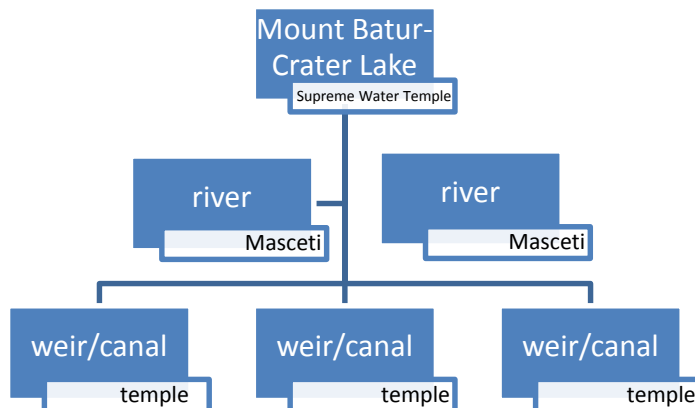 Mount Batur-
Crater Lake
Supreme Water Temple
river
Masceti
river
Masceti
weir/canal
temple
weir/canal
temple
weir/canal
temple